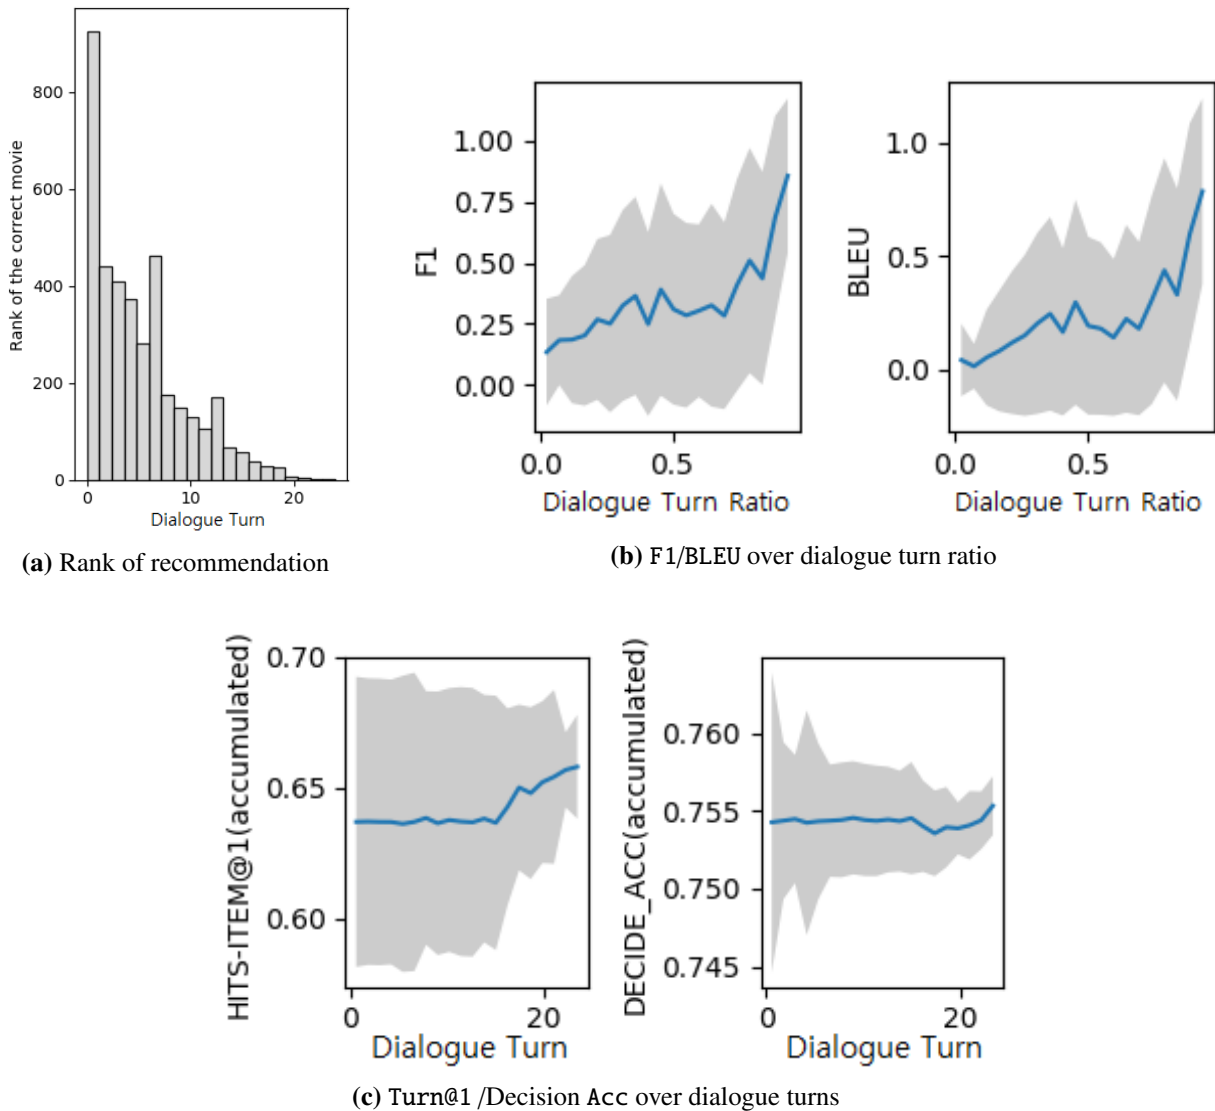 Rank of the correct movie
800
600
400
200
0
0 10 20
Dialogue Turn
(a) Rank of recommendation
F1
1.00
0.75
0.50
0.25
0.00
0.0 0.5
Dialogue Turn Ratio
BLEU
1.0
0.5
0.0
0.0 0.5
Dialogue Turn Ratio
(b) F1/BLEU over dialogue turn ratio
HITS-ITEM@1(accumulated)
0.70
0.65
0.60
0 20
Dialogue Turn
DECIDE_ACC(accumulated)
0.760
0.755
0.750
0.745
0 20
Dialogue Turn
(c) Turn@1 /Decision Acc over dialogue turns